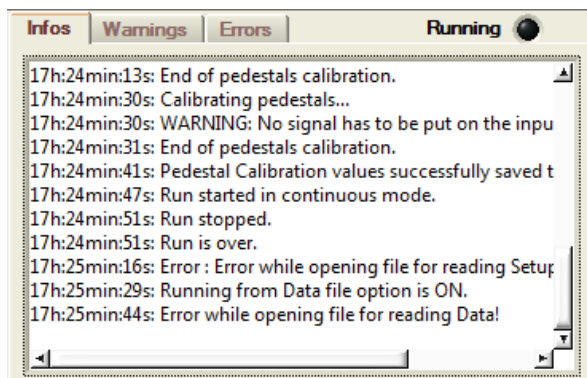 Infos Warnings Errors Running
17h:24min:13s: End of pedestals calibration.
17h:24min:30s: Calibrating pedestals...
17h:24min:30s: WARNING: No signal has to be put on the inpu
17h:24min:31s: End of pedestals calibration.
17h:24min:41s: Pedestal Calibration values successfully saved t
17h:24min:47s: Run started in continuous mode.
17h:24min:51s: Run stopped.
17h:24min:51s: Run is over.
17h:25min:16s: Error : Error while opening file for reading Setup
17h:25min:29s: Running from Data file option is ON.
17h:25min:44s: Error while opening file for reading Data!